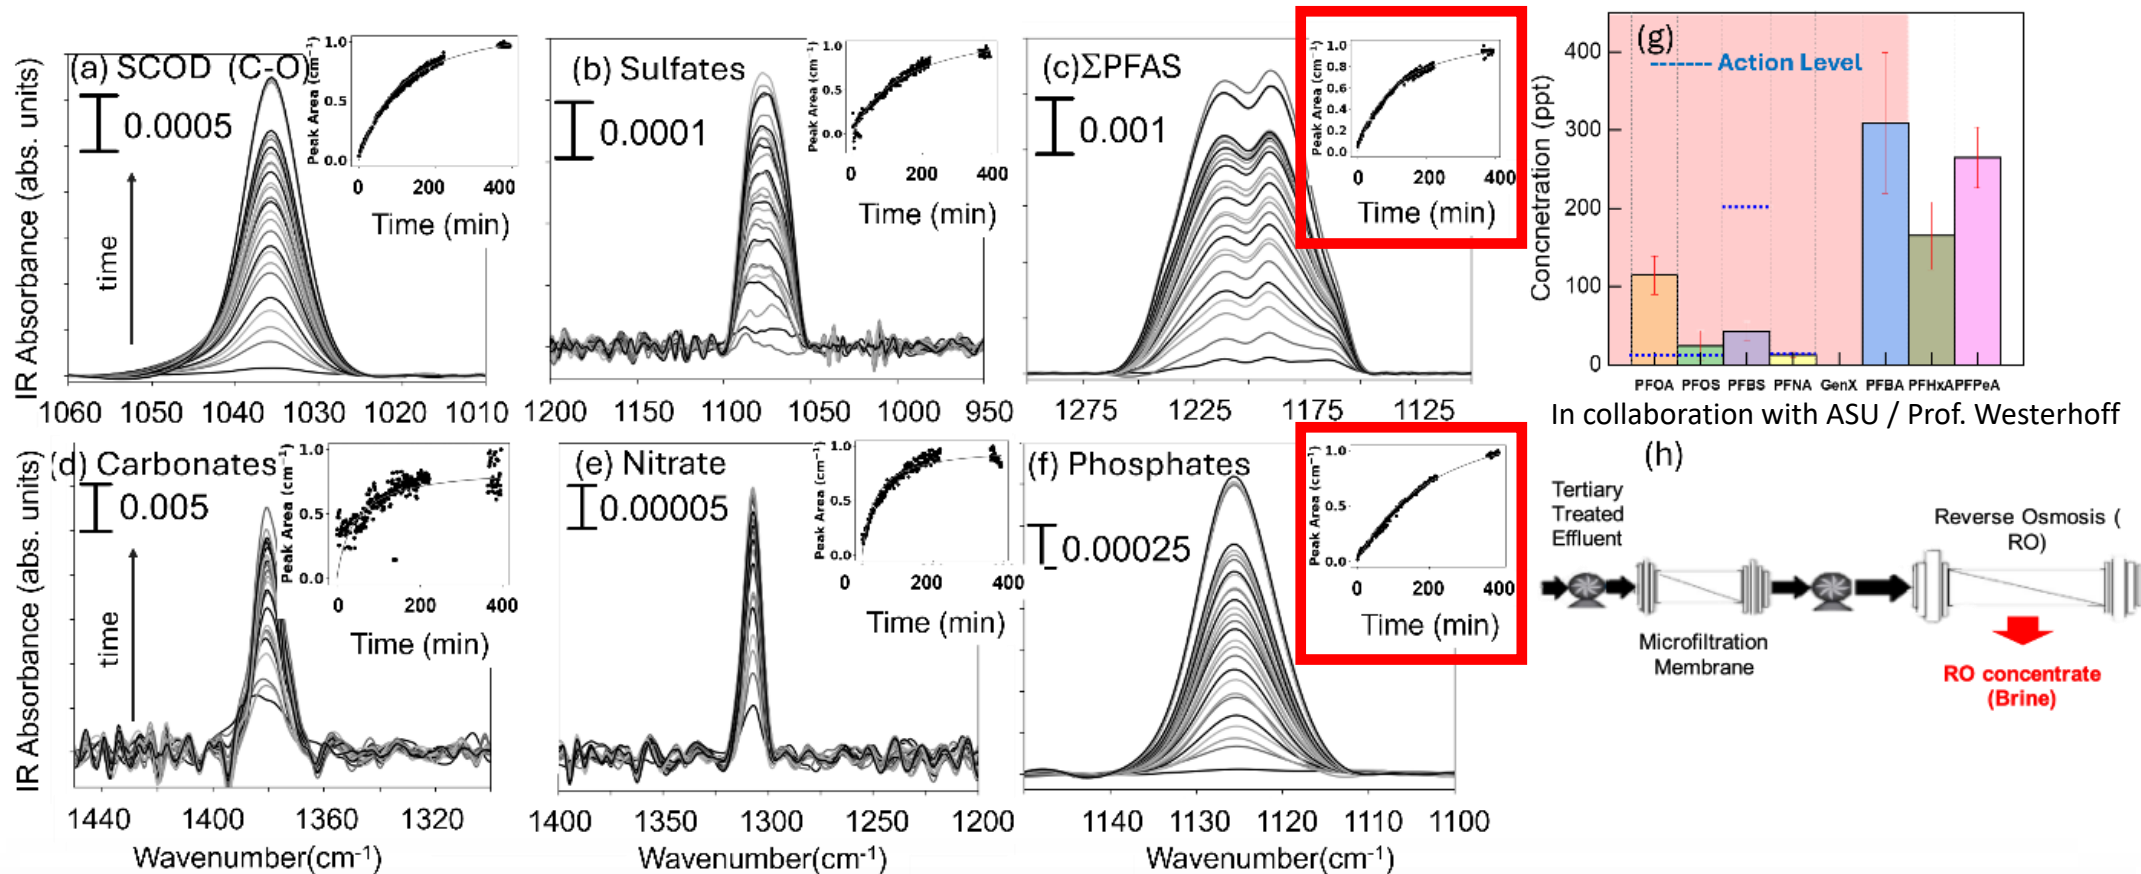 (a) SCOD (C-O)
0.0005
time
IR Absorbance (abs. units)
1060 1050 1040 1030 1020 1010
Peak Area (cm⁻¹)
1.0
0.5
0.0
0 200 400
Time (min)
(b) Sulfates
0.0001
1200 1150 1100 1050 1000 950
Peak Area (cm⁻¹)
1.0
0.5
0.0
0 200 400
Time (min)
(c)ΣPFAS
0.001
1275 1225 1175 1125
Peak Area (cm⁻¹)
1.0
0.8
0.6
0.4
0.2
0.0
0 200 400
Time (min)
(g)
Action Level
Concnetration (ppt)
400
300
200
100
0
PFOA PFOS PFBS PFNA GenX PFBA PFHxA PFPeA
In collaboration with ASU / Prof. Westerhoff
(d) Carbonates
0.005
time
IR Absorbance (abs. units)
1440 1400 1360 1320
Wavenumber(cm⁻¹)
Peak Area (cm⁻¹)
1.0
0.5
0.0
0 200 400
Time (min)
(e) Nitrate
0.00005
1400 1350 1300 1250 1200
Wavenumber(cm⁻¹)
Peak Area (cm⁻¹)
1.0
0.5
0.0
0 200 400
Time (min)
(f) Phosphates
0.00025
1140 1130 1120 1110 1100
Wavenumber(cm⁻¹)
Peak Area (cm⁻¹)
1.0
0.5
0.0
0 200 400
Time (min)
(h)
Tertiary
Treated
Effluent
Microfiltration
Membrane
Reverse Osmosis (
RO)
RO concentrate
(Brine)